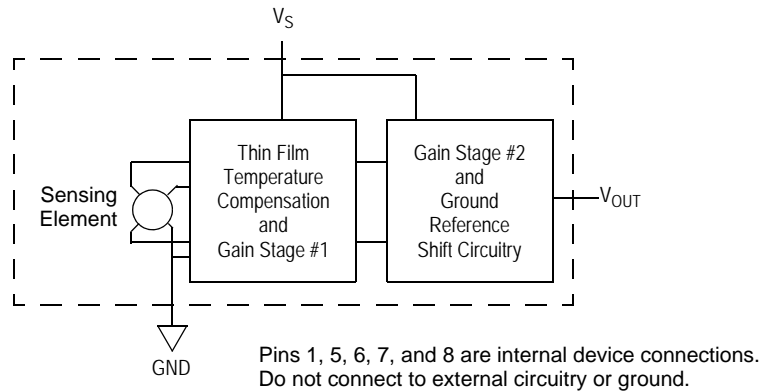 V_S
Thin Film
Temperature
Compensation
and
Gain Stage #1
Gain Stage #2
and
Ground
Reference
Shift Circuitry
Sensing
Element
V_OUT
GND
Pins 1, 5, 6, 7, and 8 are internal device connections.
Do not connect to external circuitry or ground.